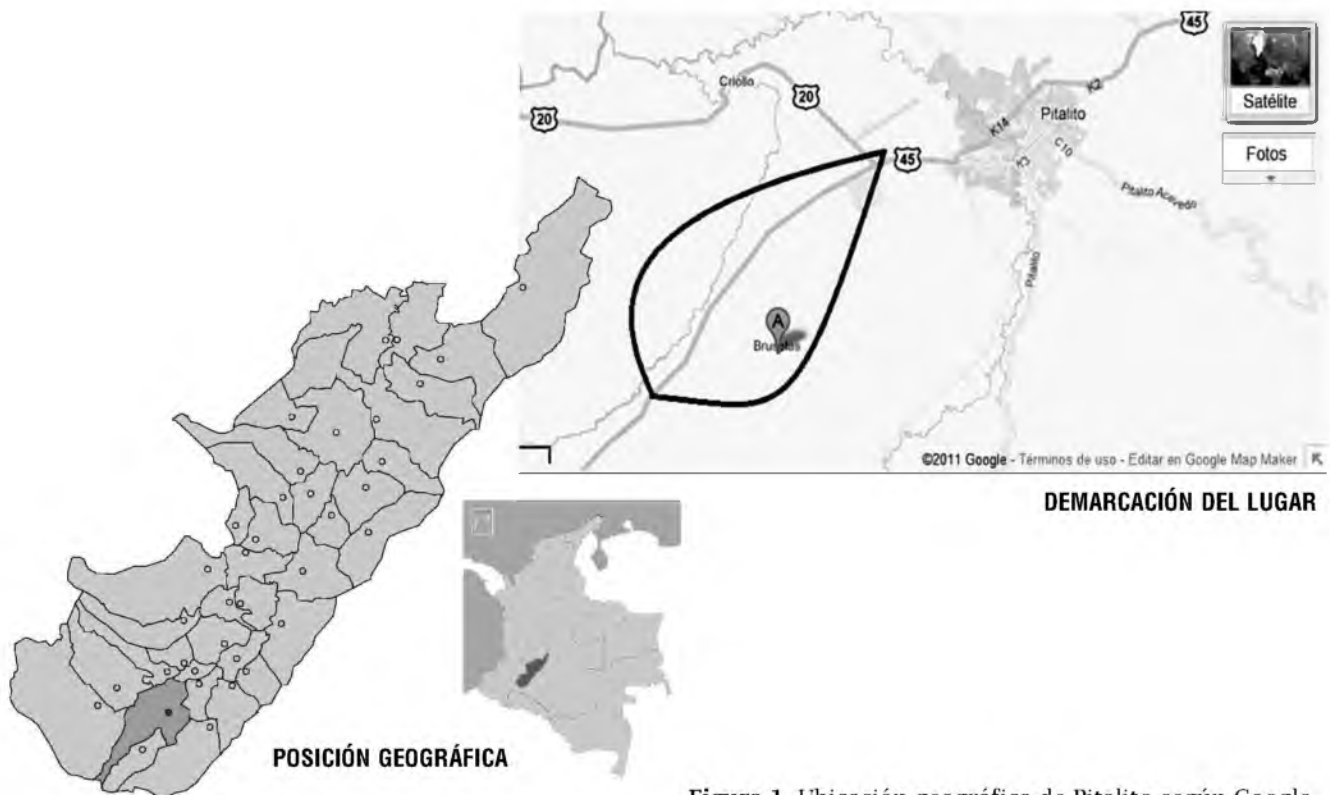 45
Satélite
Criollo
20
20
K2
Pitalito
K14
Fotos
45
C10
Pitalito Acevedo
Pitalito
A
Bruselas
©2011 Google - Términos de uso - Editar en Google Map Maker
DEMARCACIÓN DEL LUGAR
POSICIÓN GEOGRÁFICA
Figura 1. Ubicación geográfica de Pitalito según Google